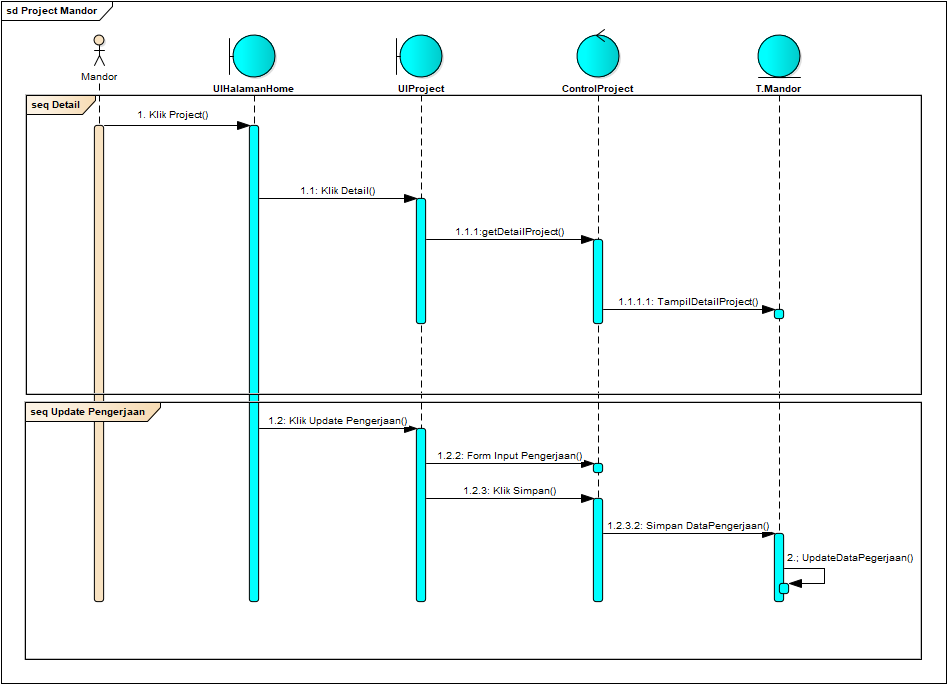 sd Project Mandor
Mandor
UIHalamanHome
UIProject
ControlProject
T.Mandor
seq Detail
1. Klik Project()
1.1: Klik Detail()
1.1.1:getDetailProject()
1.1.1.1: TampilDetailProject()
seq Update Pengerjaan
1.2: Klik Update Pengerjaan()
1.2.2: Form Input Pengerjaan()
1.2.3: Klik Simpan()
1.2.3.2: Simpan DataPengerjaan()
2.; UpdateDataPegerjaan()